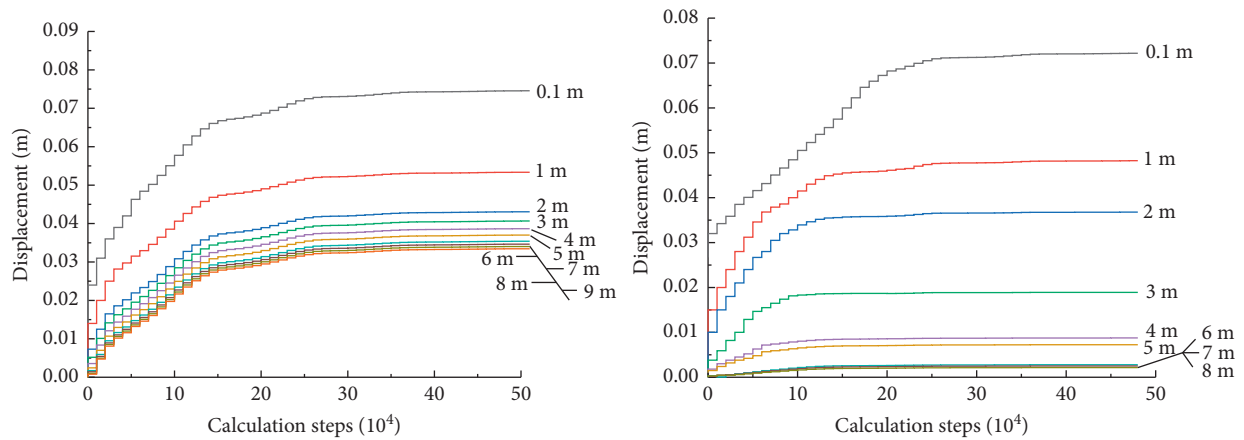 Displacement (m)
0.09
0.08
0.07
0.06
0.05
0.04
0.03
0.02
0.01
0.00
0 10 20 30 40 50
Calculation steps (10⁴)
0.1 m
1 m
2 m
3 m
4 m
5 m
6 m
7 m
8 m
9 m
Displacement (m)
0.08
0.07
0.06
0.05
0.04
0.03
0.02
0.01
0.00
0 10 20 30 40 50
Calculation steps (10⁴)
0.1 m
1 m
2 m
3 m
4 m
5 m
6 m
7 m
8 m